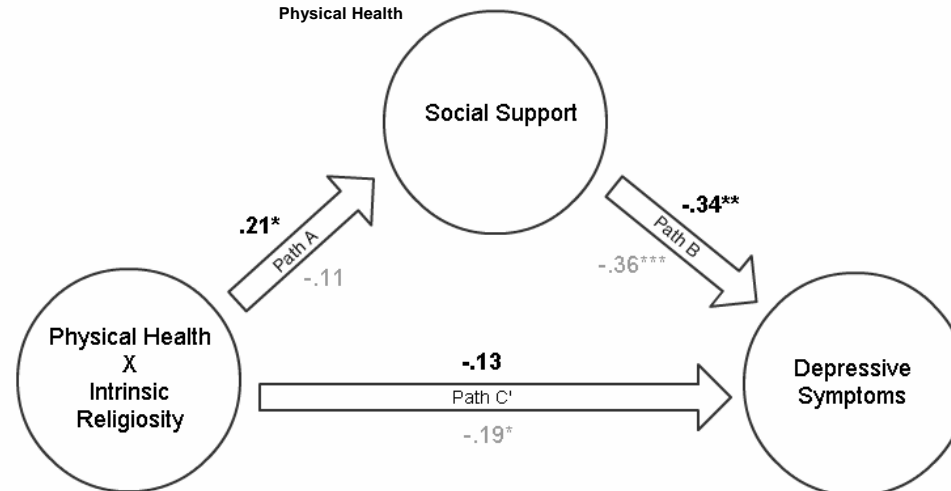 Physical Health
Social Support
.21*
Path A
-.11
-.34**
Path B
-.36***
Physical Health
X
Intrinsic
Religiosity
-.13
Path C'
-.19*
Depressive
Symptoms